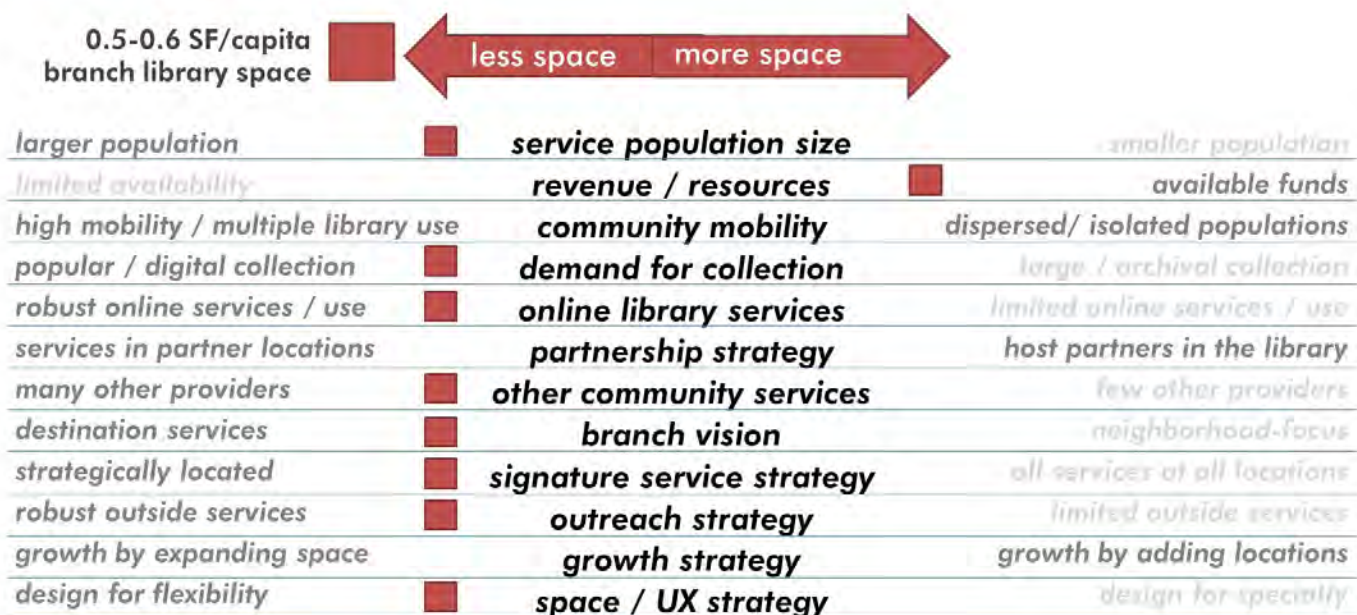 0.5-0.6 SF/capita
branch library space
less space more space
larger population service population size smaller population
limited availability revenue / resources available funds
high mobility / multiple library use community mobility dispersed/ isolated populations
popular / digital collection demand for collection large / archival collection
robust online services / use online library services limited online services / use
services in partner locations partnership strategy host partners in the library
many other providers other community services few other providers
destination services branch vision neighborhood-focus
strategically located signature service strategy all services at all locations
robust outside services outreach strategy limited outside services
growth by expanding space growth strategy growth by adding locations
design for flexibility space / UX strategy design for specialty